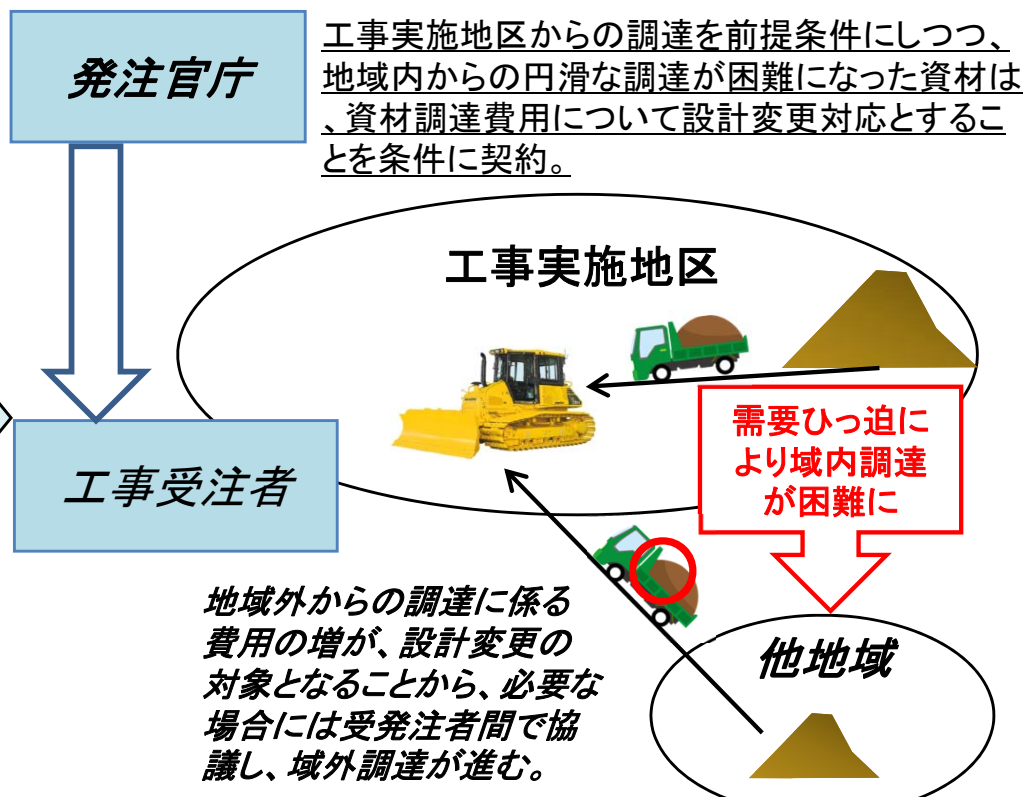 発注官庁
工事実施地区からの調達を前提条件にしつつ、
地域内からの円滑な調達が困難になった資材は
、資材調達費用について設計変更対応とするこ
とを条件に契約。
工事実施地区
需要ひっ迫に
より域内調達
が困難に
工事受注者
地域外からの調達に係る
費用の増が、設計変更の
対象となることから、必要な
場合には受発注者間で協
議し、域外調達が進む。
他地域